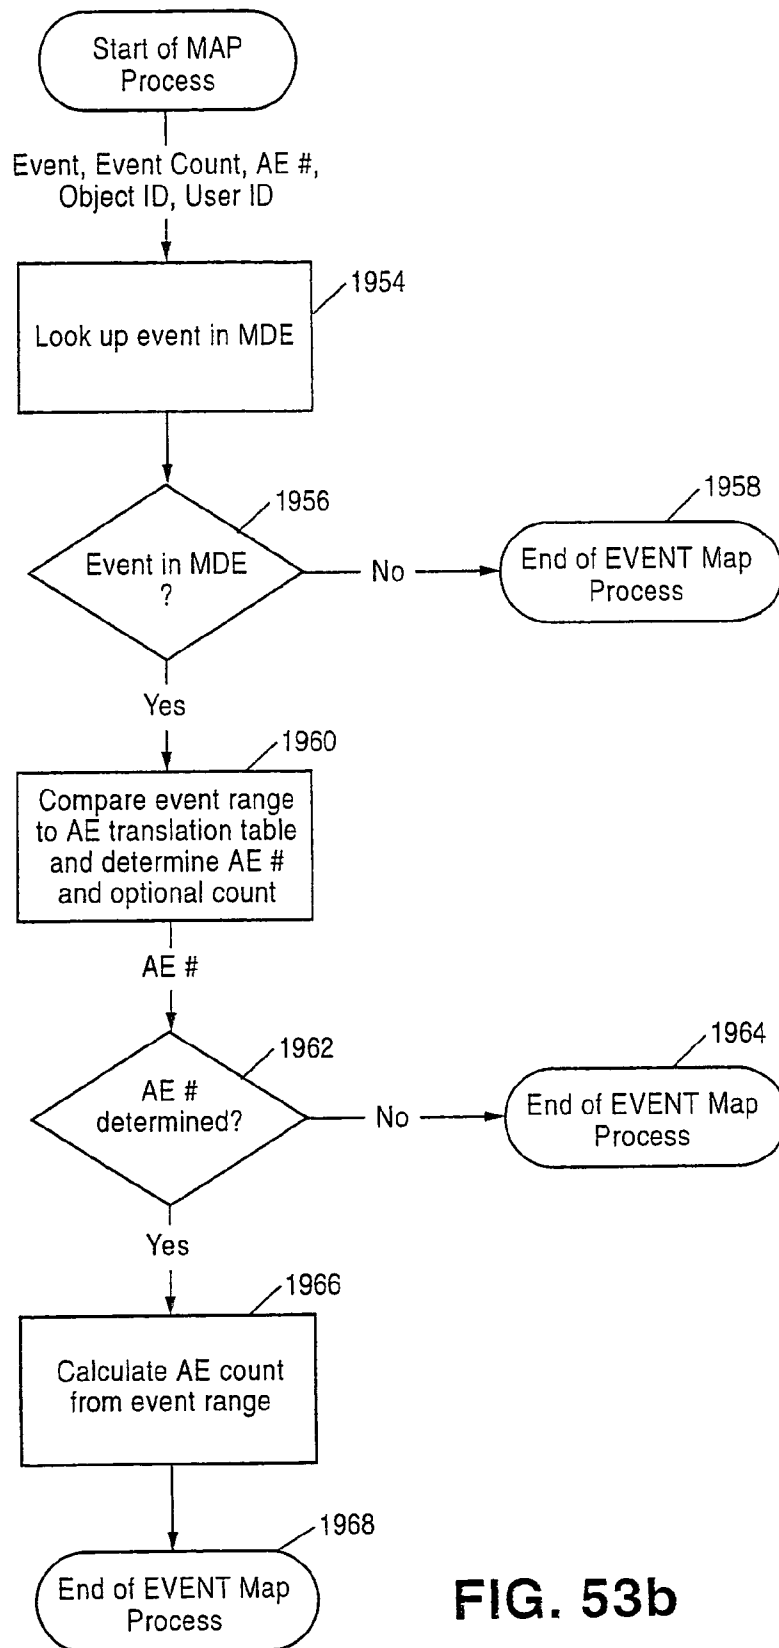 Start of MAP
Process
Event, Event Count, AE #,
Object ID, User ID
1954
Look up event in MDE
1956
Event in MDE
?
No
1958
End of EVENT Map
Process
Yes
1960
Compare event range
to AE translation table
and determine AE #
and optional count
AE #
1962
AE #
determined?
No
1964
End of EVENT Map
Process
Yes
1966
Calculate AE count
from event range
1968
End of EVENT Map
Process
FIG. 53b